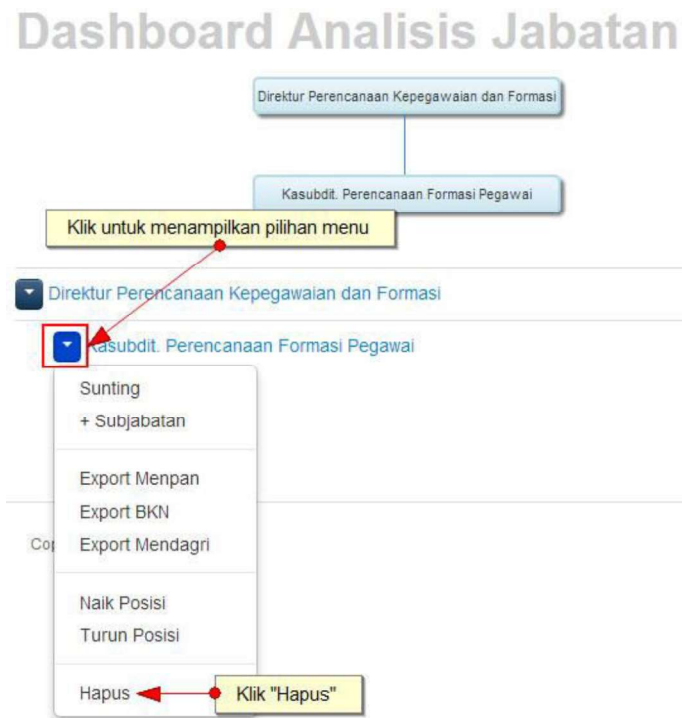 Dashboard Analisis Jabatan
Direktur Perencanaan Kepegawaian dan Formasi
Kasubdit. Perencanaan Formasi Pegawai
Klik untuk menampilkan pilihan menu
Direktur Perencanaan Kepegawaian dan Formasi
Kasubdit. Perencanaan Formasi Pegawai
Sunting
+ Subjabatan
Export Menpan
Export BKN
Cop
Export Mendagri
Naik Posisi
Turun Posisi
Hapus
Klik "Hapus"